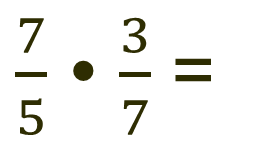 7/5 • 3/7 =